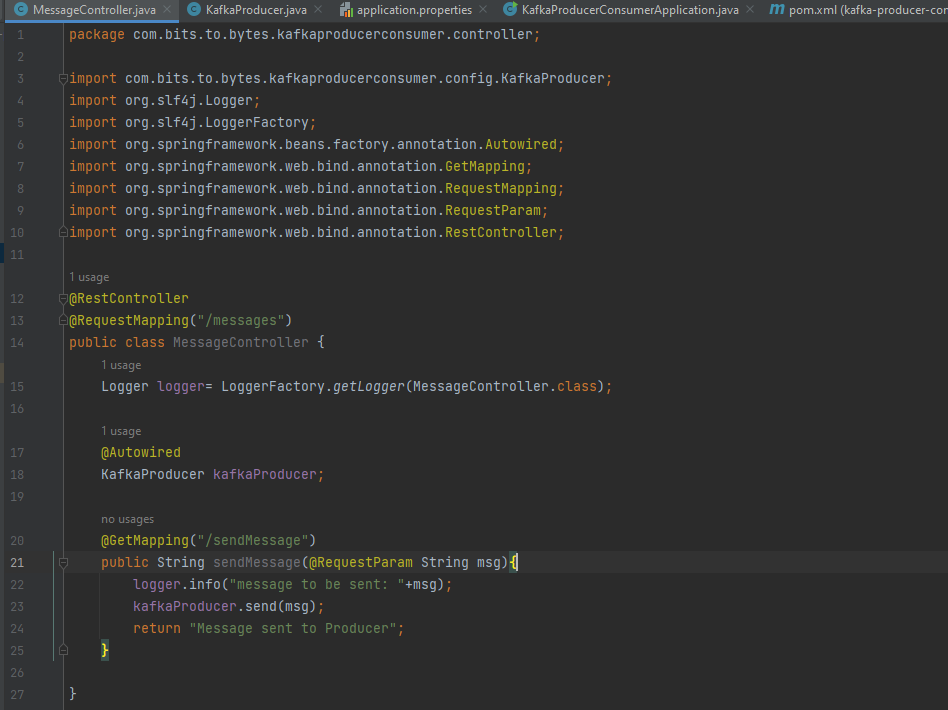 MessageController.java × KafkaProducer.java × application.properties × KafkaProducerConsumerApplication.java × pom.xml (kafka-producer-con
1 package com.bits.to.bytes.kafkaproducerconsumer.controller;
2
3 import com.bits.to.bytes.kafkaproducerconsumer.config.KafkaProducer;
4 import org.slf4j.Logger;
5 import org.slf4j.LoggerFactory;
6 import org.springframework.beans.factory.annotation.Autowired;
7 import org.springframework.web.bind.annotation.GetMapping;
8 import org.springframework.web.bind.annotation.RequestMapping;
9 import org.springframework.web.bind.annotation.RequestParam;
10 import org.springframework.web.bind.annotation.RestController;
11
1 usage
12 @RestController
13 @RequestMapping("/messages")
14 public class MessageController {
1 usage
15 Logger logger= LoggerFactory.getLogger(MessageController.class);
16
1 usage
17 @Autowired
18 KafkaProducer kafkaProducer;
19
no usages
20 @GetMapping("/sendMessage")
21 public String sendMessage(@RequestParam String msg){
22 logger.info("message to be sent: "+msg);
23 kafkaProducer.send(msg);
24 return "Message sent to Producer";
25 }
26
27 }